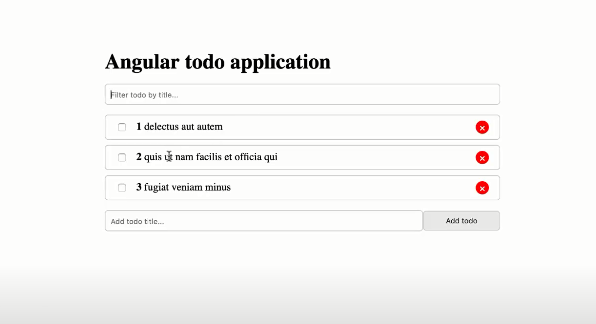 Angular todo application
Filter todo by title...
1 delectus aut autem
2 quis ut nam facilis et officia qui
3 fugiat veniam minus
Add todo title... Add todo